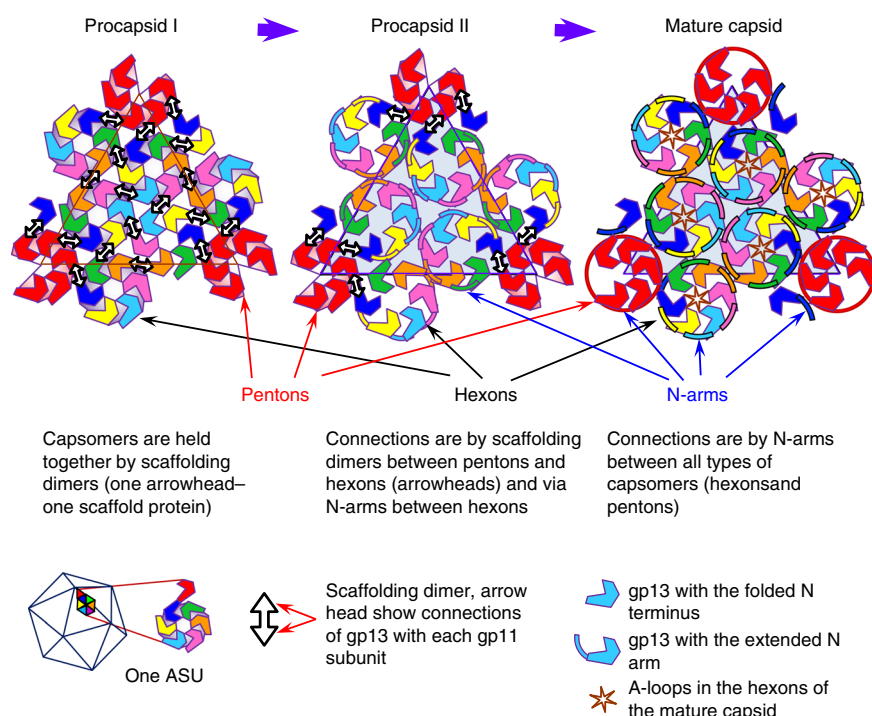 Procapsid I
Procapsid II
Mature capsid
Pentons
Hexons
N-arms
Capsomers are held
together by scaffolding
dimers (one arrowhead–
one scaffold protein)
Connections are by scaffolding
dimers between pentons and
hexons (arrowheads) and via
N-arms between hexons
Connections are by N-arms
between all types of
capsomers (hexonsand
pentons)
One ASU
Scaffolding dimer, arrow
head show connections
of gp13 with each gp11
subunit
gp13 with the folded N
terminus
gp13 with the extended N
arm
A-loops in the hexons of
the mature capsid